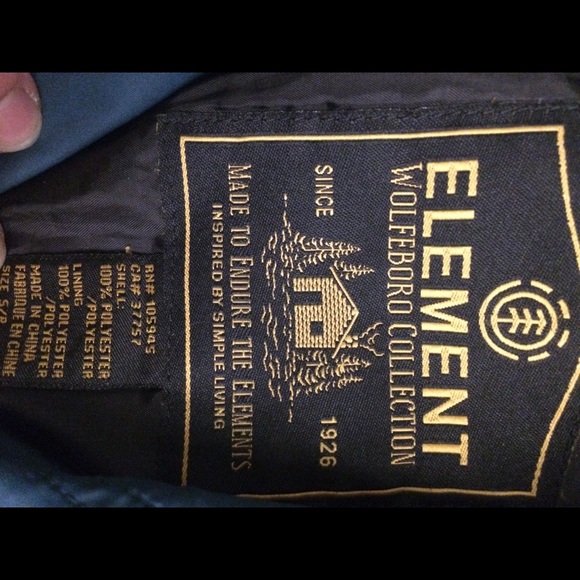 ELEMENT
WOLFEBORO COLLECTION
SINCE 1926
MADE TO ENDURE THE ELEMENTS
INSPIRED BY SIMPLE LIVING
RN# 105945
CA# 37757
SHELL:
100% POLYESTER
/POLYESTER
LINING
100% POLYESTER
/POLYESTER
MADE IN CHINA
FABRIQUE EN CHINE
SIZE S/P